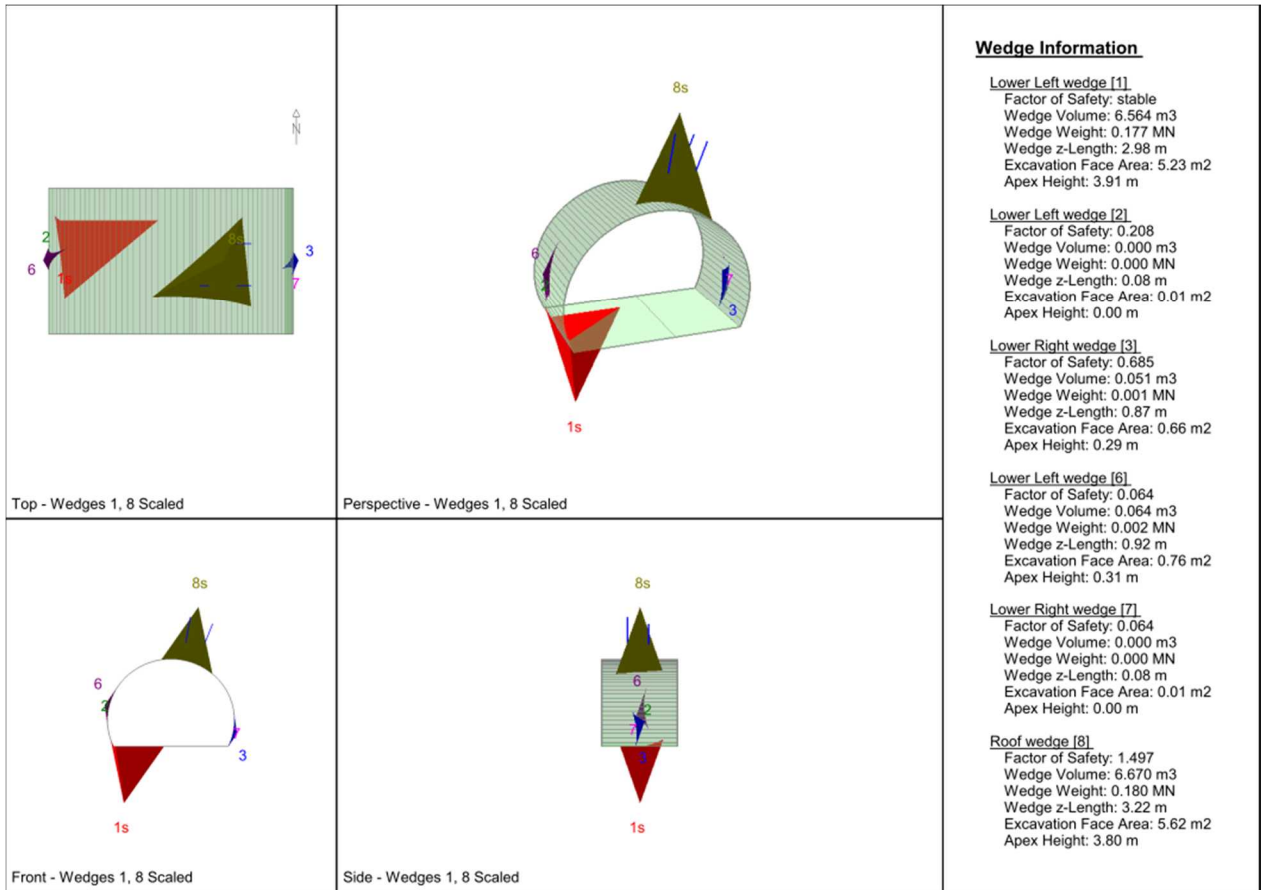 N
8s
2
3
6
1s
7
Top - Wedges 1, 8 Scaled
8s
6
2
7
3
1s
Perspective - Wedges 1, 8 Scaled
8s
6
2
7
3
1s
Front - Wedges 1, 8 Scaled
8s
6
2
7
3
1s
Side - Wedges 1, 8 Scaled
Wedge Information
Lower Left wedge [1]
Factor of Safety: stable
Wedge Volume: 6.564 m3
Wedge Weight: 0.177 MN
Wedge z-Length: 2.98 m
Excavation Face Area: 5.23 m2
Apex Height: 3.91 m
Lower Left wedge [2]
Factor of Safety: 0.208
Wedge Volume: 0.000 m3
Wedge Weight: 0.000 MN
Wedge z-Length: 0.08 m
Excavation Face Area: 0.01 m2
Apex Height: 0.00 m
Lower Right wedge [3]
Factor of Safety: 0.685
Wedge Volume: 0.051 m3
Wedge Weight: 0.001 MN
Wedge z-Length: 0.87 m
Excavation Face Area: 0.66 m2
Apex Height: 0.29 m
Lower Left wedge [6]
Factor of Safety: 0.064
Wedge Volume: 0.064 m3
Wedge Weight: 0.002 MN
Wedge z-Length: 0.92 m
Excavation Face Area: 0.76 m2
Apex Height: 0.31 m
Lower Right wedge [7]
Factor of Safety: 0.064
Wedge Volume: 0.000 m3
Wedge Weight: 0.000 MN
Wedge z-Length: 0.08 m
Excavation Face Area: 0.01 m2
Apex Height: 0.00 m
Roof wedge [8]
Factor of Safety: 1.497
Wedge Volume: 6.670 m3
Wedge Weight: 0.180 MN
Wedge z-Length: 3.22 m
Excavation Face Area: 5.62 m2
Apex Height: 3.80 m